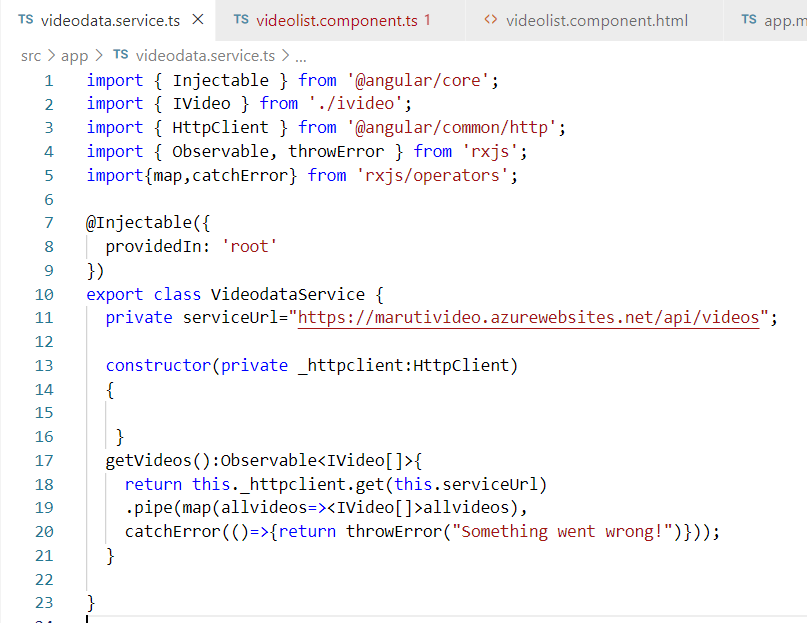 TS videodata.service.ts × TS videolist.component.ts 1 <> videolist.component.html TS app.m
src > app > TS videodata.service.ts > ...
1 import { Injectable } from '@angular/core';
2 import { IVideo } from './ivideo';
3 import { HttpClient } from '@angular/common/http';
4 import { Observable, throwError } from 'rxjs';
5 import{map,catchError} from 'rxjs/operators';
6
7 @Injectable({
8   providedIn: 'root'
9 })
10 export class VideodataService {
11   private serviceUrl="https://marutivideo.azurewebsites.net/api/videos";
12
13   constructor(private _httpclient:HttpClient)
14   {
15
16    }
17   getVideos():Observable<IVideo[]>{
18     return this._httpclient.get(this.serviceUrl)
19     .pipe(map(allvideos=><IVideo[]>allvideos),
20     catchError(()=>{return throwError("Something went wrong!")}));
21   }
22
23 }